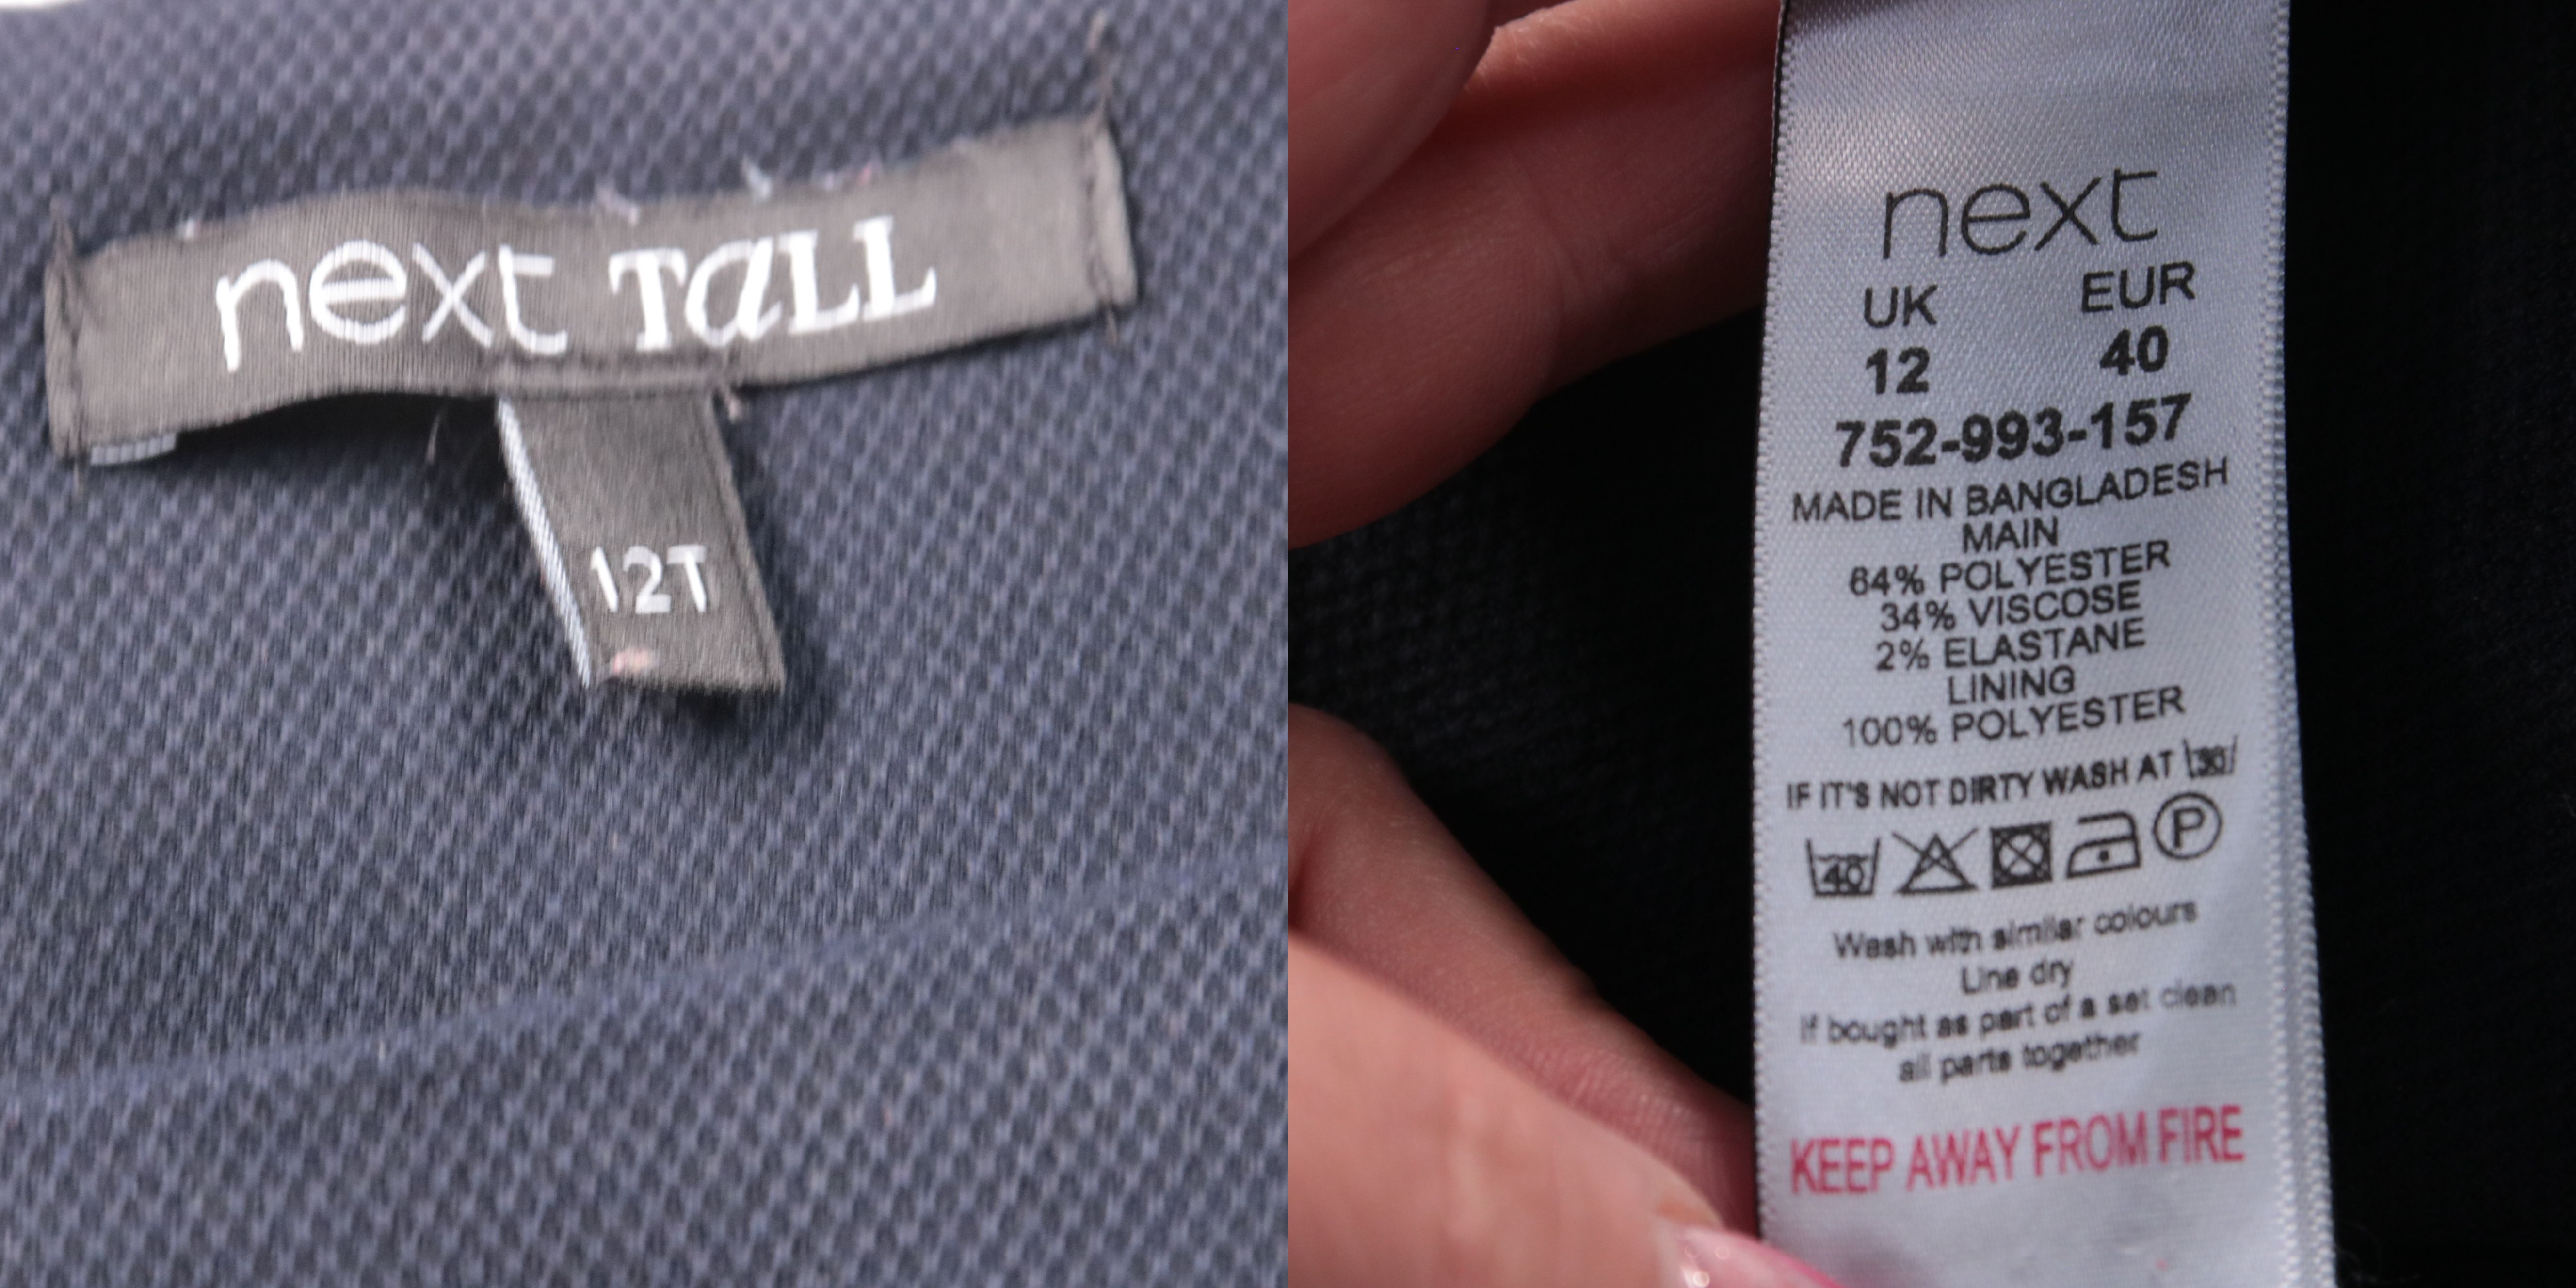 next TALL
12T
next
UK EUR
12 40
752-993-157
MADE IN BANGLADESH
MAIN
64% POLYESTER
34% VISCOSE
2% ELASTANE
LINING
100% POLYESTER
IF IT'S NOT DIRTY WASH AT 30
40 P
Wash with similar colours
Line dry
If bought as part of a set clean
all parts together
KEEP AWAY FROM FIRE